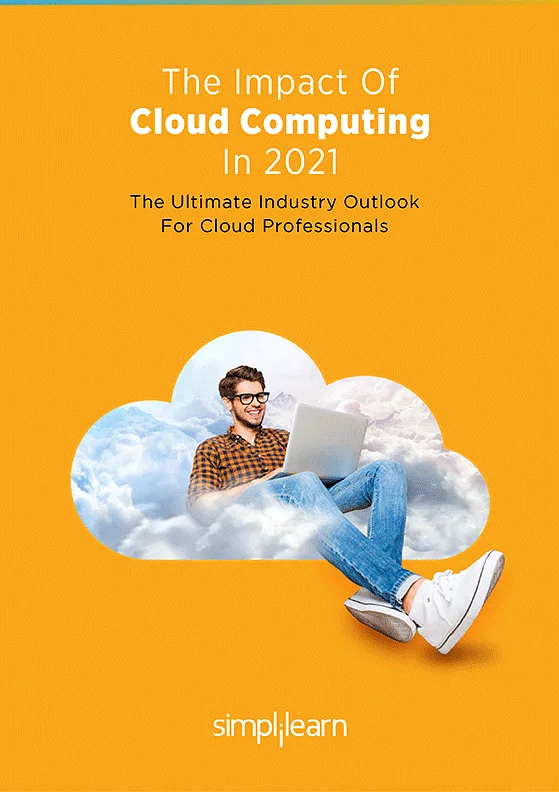 The Impact Of
Cloud Computing
In 2021
The Ultimate Industry Outlook
For Cloud Professionals
simplilearn